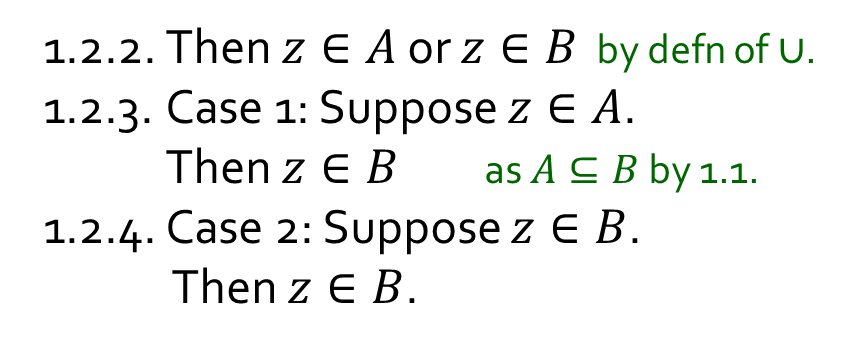 1.2.2. Then z ∈ A or z ∈ B by defn of ∪.
1.2.3. Case 1: Suppose z ∈ A.
Then z ∈ B as A ⊆ B by 1.1.
1.2.4. Case 2: Suppose z ∈ B.
Then z ∈ B.